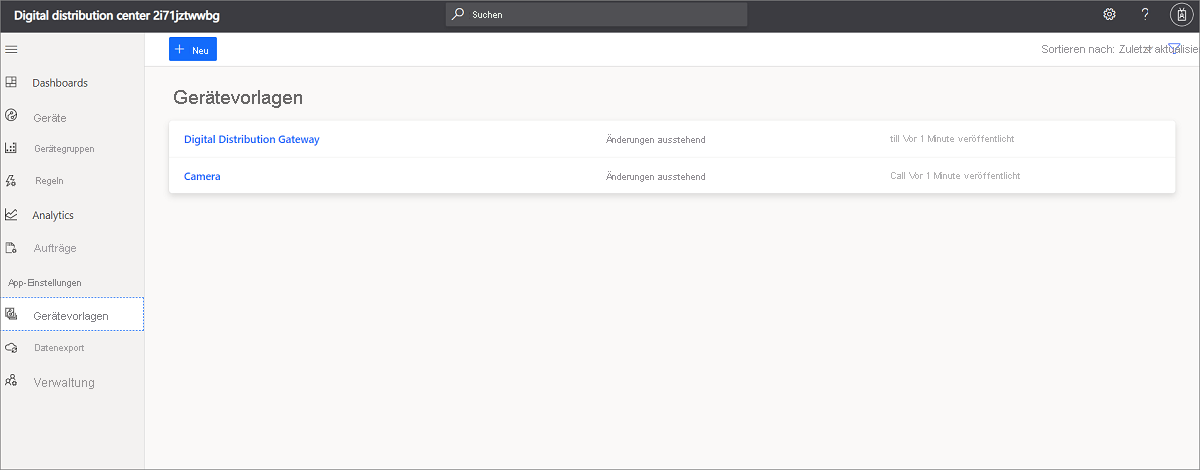 Digital distribution center 2i71jztwwbg
Suchen
Neu
Sortieren nach: Zuletzt aktualisie
Dashboards
Geräte
Gerätegruppen
Regeln
Analytics
Aufträge
App-Einstellungen
Gerätevorlagen
Datenexport
Verwaltung
Gerätevorlagen
Digital Distribution Gateway Änderungen ausstehend till Vor 1 Minute veröffentlicht
Camera Änderungen ausstehend Call Vor 1 Minute veröffentlicht